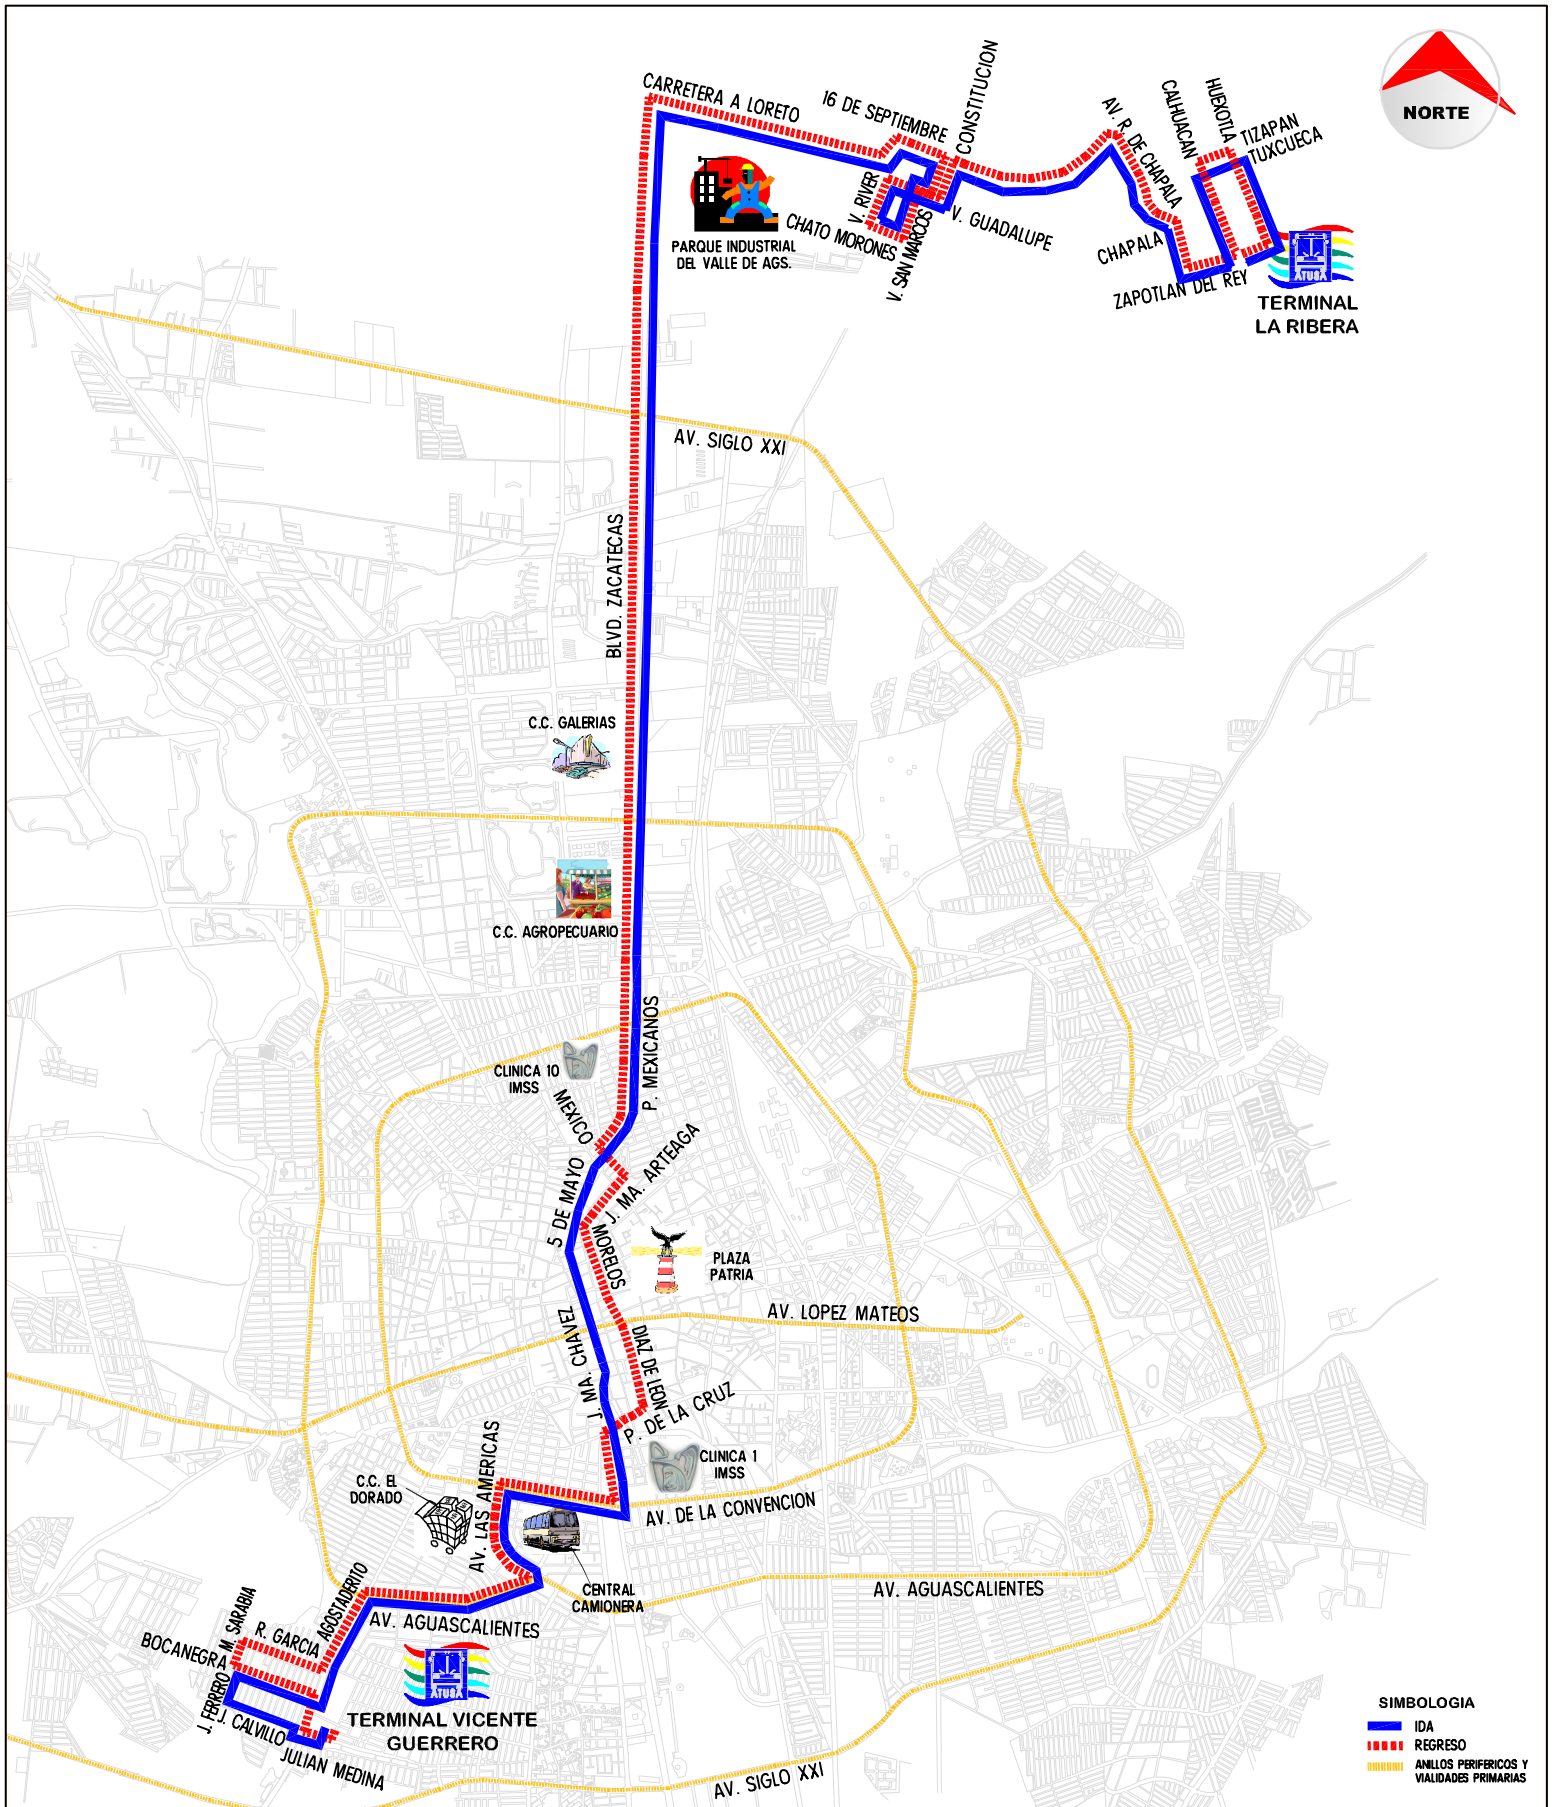 NORTE
CARRETERA A LORETO
16 DE SEPTIEMBRE
CONSTITUCION
AV. R. DE CHAPALA
CALHUACAN
HUEXOTLA
TIZAPAN
TUXCUECA
V. RIVER
CHATO MORONES
V. SAN MARCOS
V. GUADALUPE
CHAPALA
ZAPOTLAN DEL REY
PARQUE INDUSTRIAL
DEL VALLE DE AGS.
ATUSA
TERMINAL
LA RIBERA
AV. SIGLO XXI
BLVD. ZACATECAS
C.C. GALERIAS
C.C. AGROPECUARIO
P. MEXICANOS
CLINICA 10
IMSS
MEXICO
J. MA. ARTEAGA
5 DE MAYO
MORELOS
PLAZA
PATRIA
AV. LOPEZ MATEOS
J. MA. CHAVEZ
DIAZ DE LEON
P. DE LA CRUZ
CLINICA 1
IMSS
AV. DE LA CONVENCION
AV. LAS AMERICAS
C.C. EL
DORADO
CENTRAL
CAMIONERA
AV. AGUASCALIENTES
AV. AGUASCALIENTES
AGOSTADERITO
M. SARABIA
R. GARCIA
BOCANEGRA
J. FERRERO
J. CALVILLO
JULIAN MEDINA
ATUSA
TERMINAL VICENTE
GUERRERO
AV. SIGLO XXI
SIMBOLOGIA
IDA
REGRESO
ANILLOS PERIFERICOS Y
VIALIDADES PRIMARIAS